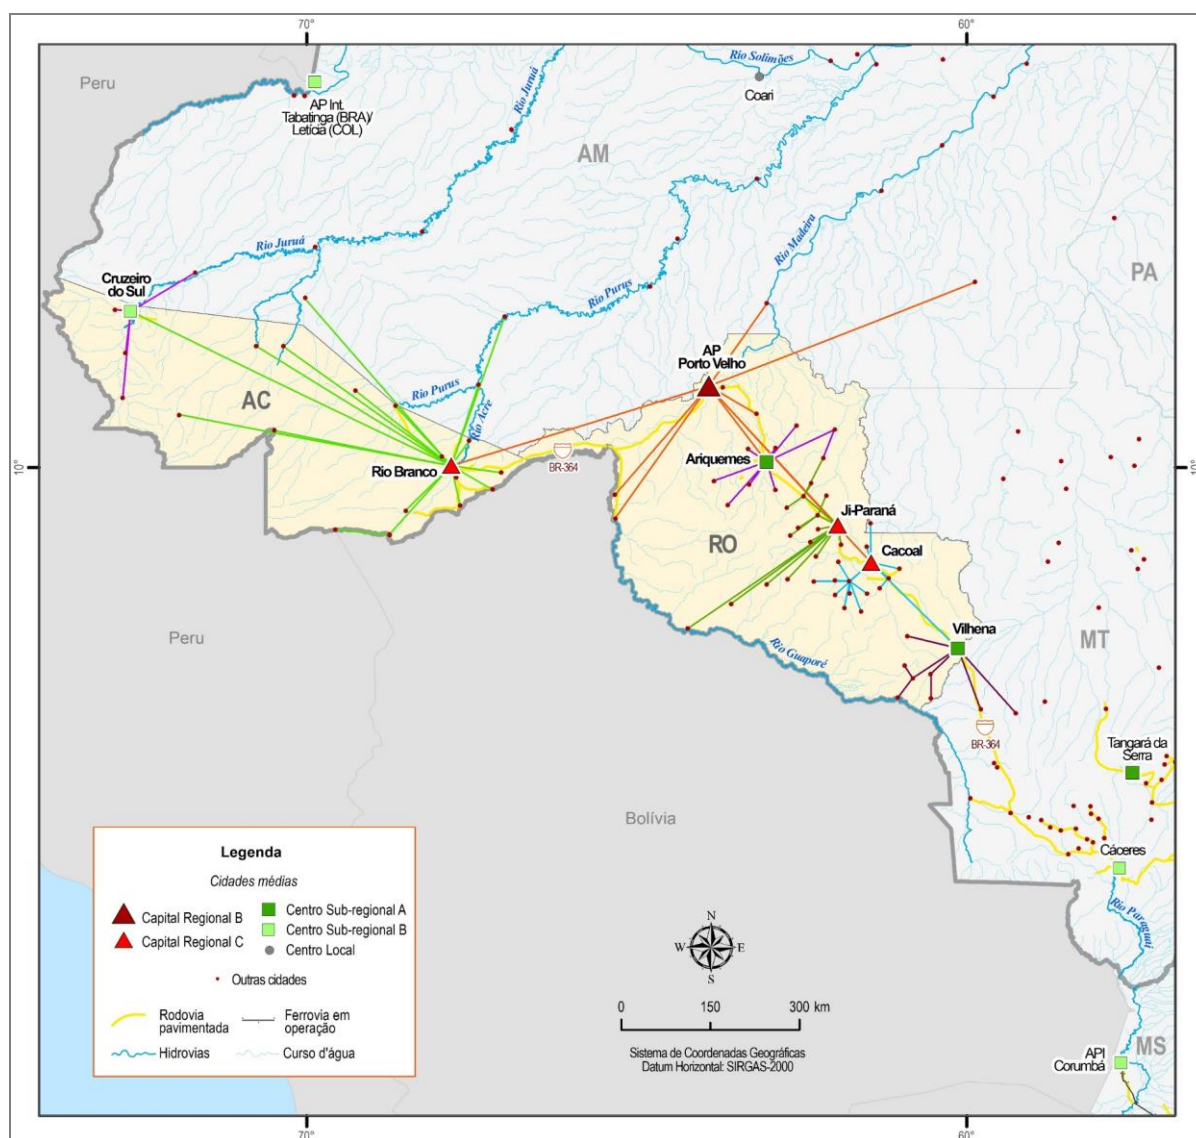 70°
60°
Peru
AP Int.
Tabatinga (BRA)/
Letícia (COL)
Rio Solimões
Coari
Rio Juruá
AM
Rio Madeira
PA
Rio Juruá
Cruzeiro
do Sul
Rio Purus
AP
Porto Velho
Rio Purus
Rio Acre
AC
10°
Rio Branco
BR-364
Ariquemes
10°
Ji-Paraná
RO
Cacoal
Peru
Vilhena
MT
Rio Guaporé
BR-364
Tangará da
Serra
Bolívia
Cáceres
Rio Paraguai
Legenda
Cidades médias
Capital Regional B
Capital Regional C
Centro Sub-regional A
Centro Sub-regional B
Centro Local
Outras cidades
Rodovia
pavimentada
Ferrovia em
operação
Hidrovias
Curso d'água
N
W
E
S
0 150 300 km
Sistema de Coordenadas Geográficas
Datum Horizontal: SIRGAS-2000
API
Corumbá
MS
70°
60°